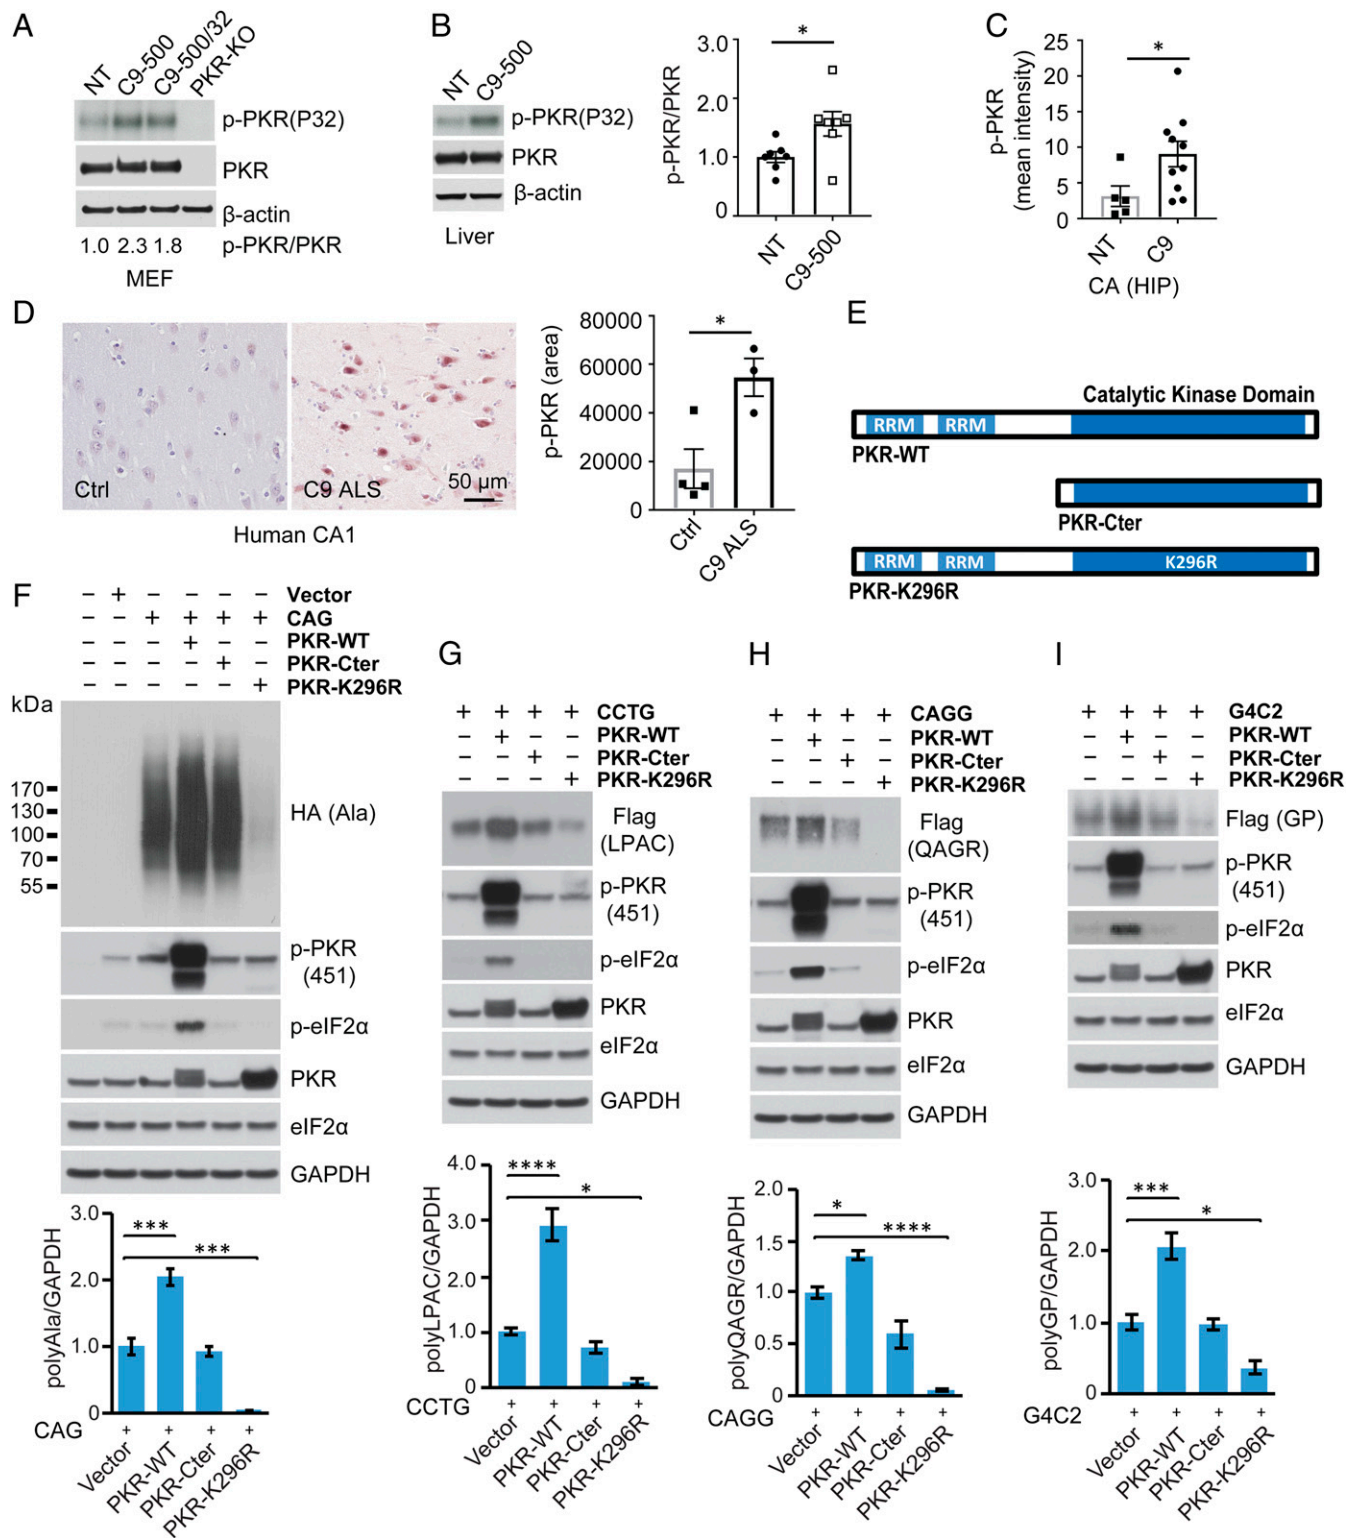 A
NT
C9-500
C9-500/32
PKR-KO
p-PKR(P32)
PKR
β-actin
1.0 2.3 1.8 p-PKR/PKR
MEF
B
NT
C9-500
p-PKR(P32)
PKR
β-actin
Liver
p-PKR/PKR
3.0
2.0
1.0
0
*
NT
C9-500
C
p-PKR
(mean intensity)
25
20
15
10
5
0
*
NT
C9
CA (HIP)
D
Ctrl
C9 ALS
50 µm
Human CA1
p-PKR (area)
80000
60000
40000
20000
0
*
Ctrl
C9 ALS
E
Catalytic Kinase Domain
RRM RRM
PKR-WT
PKR-Cter
RRM RRM K296R
PKR-K296R
F
− + − − − − Vector
− − + + + + CAG
− − − + − − PKR-WT
− − − − + − PKR-Cter
− − − − − + PKR-K296R
kDa
170
130
100
70
55
HA (Ala)
p-PKR
(451)
p-eIF2α
PKR
eIF2α
GAPDH
polyAla/GAPDH
3.0
2.0
1.0
0
***
***
CAG + + + +
Vector
PKR-WT
PKR-Cter
PKR-K296R
G
+ + + + CCTG
− + − − PKR-WT
− − + − PKR-Cter
− − − + PKR-K296R
Flag
(LPAC)
p-PKR
(451)
p-eIF2α
PKR
eIF2α
GAPDH
polyLPAC/GAPDH
4.0
3.0
2.0
1.0
0
****
*
CCTG + + + +
Vector
PKR-WT
PKR-Cter
PKR-K296R
H
+ + + + CAGG
− + − − PKR-WT
− − + − PKR-Cter
− − − + PKR-K296R
Flag
(QAGR)
p-PKR
(451)
p-eIF2α
PKR
eIF2α
GAPDH
polyQAGR/GAPDH
2.0
1.5
1.0
0.5
0
*
****
CAGG + + + +
Vector
PKR-WT
PKR-Cter
PKR-K296R
I
+ + + + G4C2
− + − − PKR-WT
− − + − PKR-Cter
− − − + PKR-K296R
Flag (GP)
p-PKR
(451)
p-eIF2α
PKR
eIF2α
GAPDH
polyGP/GAPDH
3.0
2.0
1.0
0
***
*
G4C2 + + + +
Vector
PKR-WT
PKR-Cter
PKR-K296R